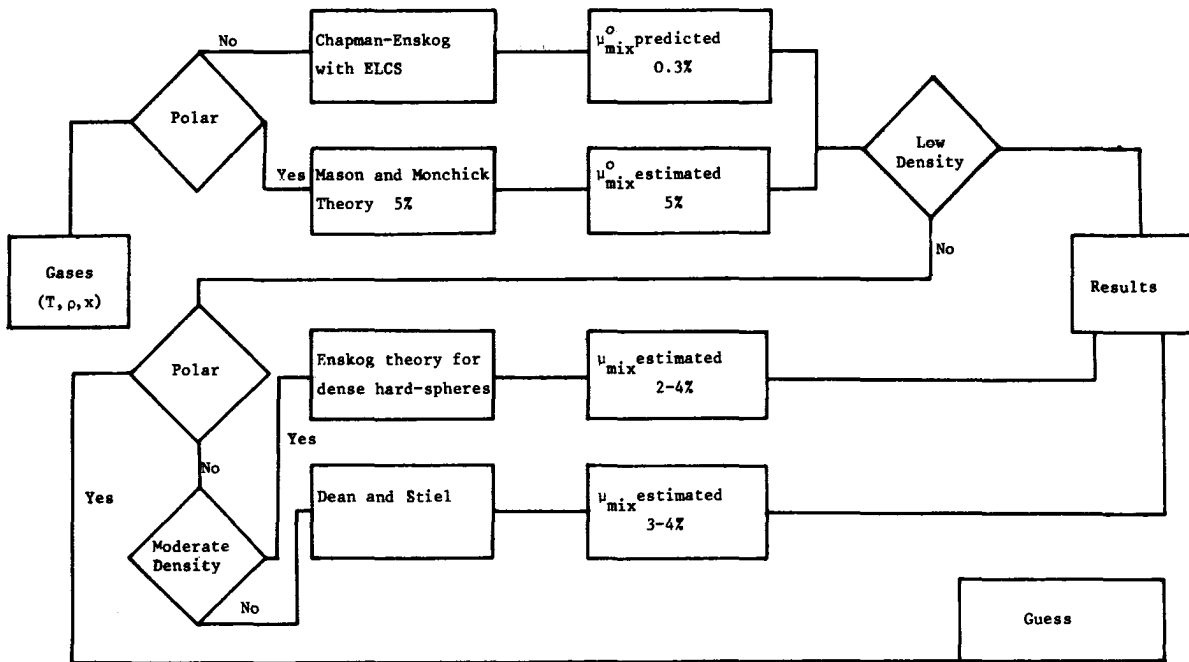 No
Chapman-Enskog
with ELCS
μ°mix predicted
0.3%
Polar
Low
Density
Yes
Mason and Monchick
Theory 5%
μ°mix estimated
5%
No
Gases
(T, ρ, x)
Results
Polar
Enskog theory for
dense hard-spheres
μmix estimated
2-4%
Yes
No
Yes
Dean and Stiel
μmix estimated
3-4%
Moderate
Density
No
Guess